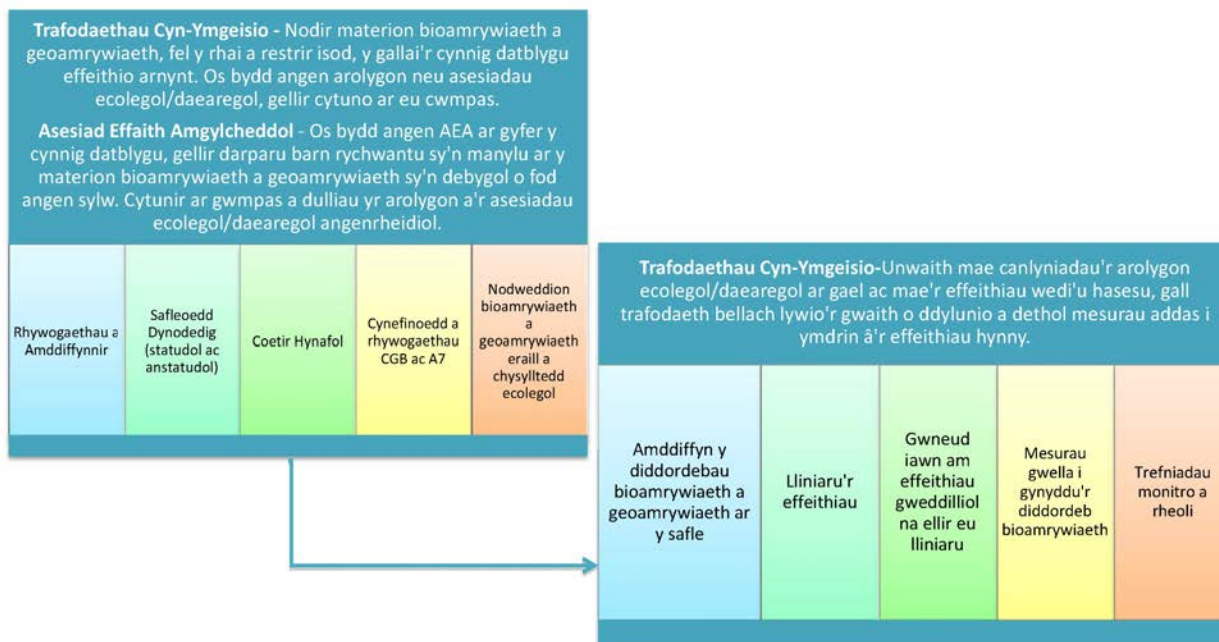 Trafodaethau Cyn-Ymgeisio - Nodir materion bioamrywiaeth a
geoamrywiaeth, fel y rhai a restrir isod, y gallai'r cynnig datblygu
effeithio arnynt. Os bydd angen arolygon neu asesiadau
ecolegol/daearegol, gellir cytuno ar eu cwmpas.
Asesiad Effaith Amgylcheddol - Os bydd angen AEA ar gyfer y
cynnig datblygu, gellir darparu barn rychwantu sy'n manylu ar y
materion bioamrywiaeth a geoamrywiaeth sy'n debygol o fod
angen sylw. Cytunir ar gwmpas a dulliau yr arolygon a'r asesiadau
ecolegol/daearegol angenrheidiol.
Rhywogaethau a
Amddiffynnir
Safleoedd
Dynodedig
(statudol ac
anstatudol)
Coetir Hynafol
Cynefinoedd a
rhywogaethau
CGB ac A7
Nodweddion
bioamrywiaeth
a
geoamrywiaeth
eraill a
chysylltedd
ecolegol
Trafodaethau Cyn-Ymgeisio-Unwaith mae canlyniadau'r arolygon
ecolegol/daearegol ar gael ac mae'r effeithiau wedi'u hasesu, gall
trafodaeth bellach lywio'r gwaith o ddylunio a dethol mesurau addas i
ymdrin â'r effeithiau hynny.
Amddiffyn y
diddordebau
bioamrywiaeth a
geoamrywiaeth ar
y safle
Lliniaru'r
effeithiau
Gwneud
iawn am
effeithiau
gweddilliol
na ellir eu
lliniaru
Mesurau
gwella i
gynyddu'r
diddordeb
bioamrywiaeth
Trefniadau
monitro a
rheoli